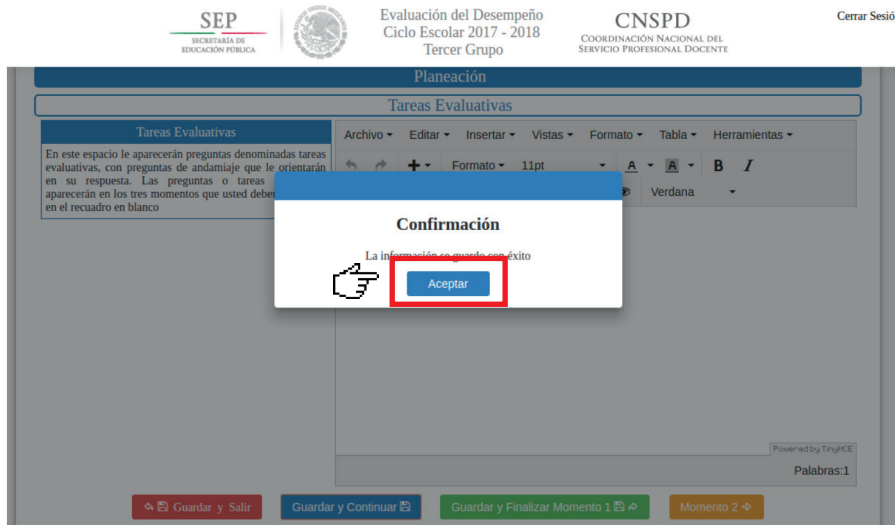 SEP
SECRETARÍA DE
EDUCACIÓN PÚBLICA
Evaluación del Desempeño
Ciclo Escolar 2017 - 2018
Tercer Grupo
CNSPD
COORDINACIÓN NACIONAL DEL
SERVICIO PROFESIONAL DOCENTE
Cerrar Sesió
Planeación
Tareas Evaluativas
Tareas Evaluativas
En este espacio le aparecerán preguntas denominadas tareas
evaluativas, con preguntas de andamiaje que le orientarán
en su respuesta. Las preguntas o tareas
aparecerán en los tres momentos que usted deber
en el recuadro en blanco
Archivo Editar Insertar Vistas Formato Tabla Herramientas
Formato 11pt A A B I
Verdana
Confirmación
La información se guardo con éxito
Aceptar
Powered by TinyMCE
Palabras:1
Guardar y Salir Guardar y Continuar Guardar y Finalizar Momento 1 Momento 2